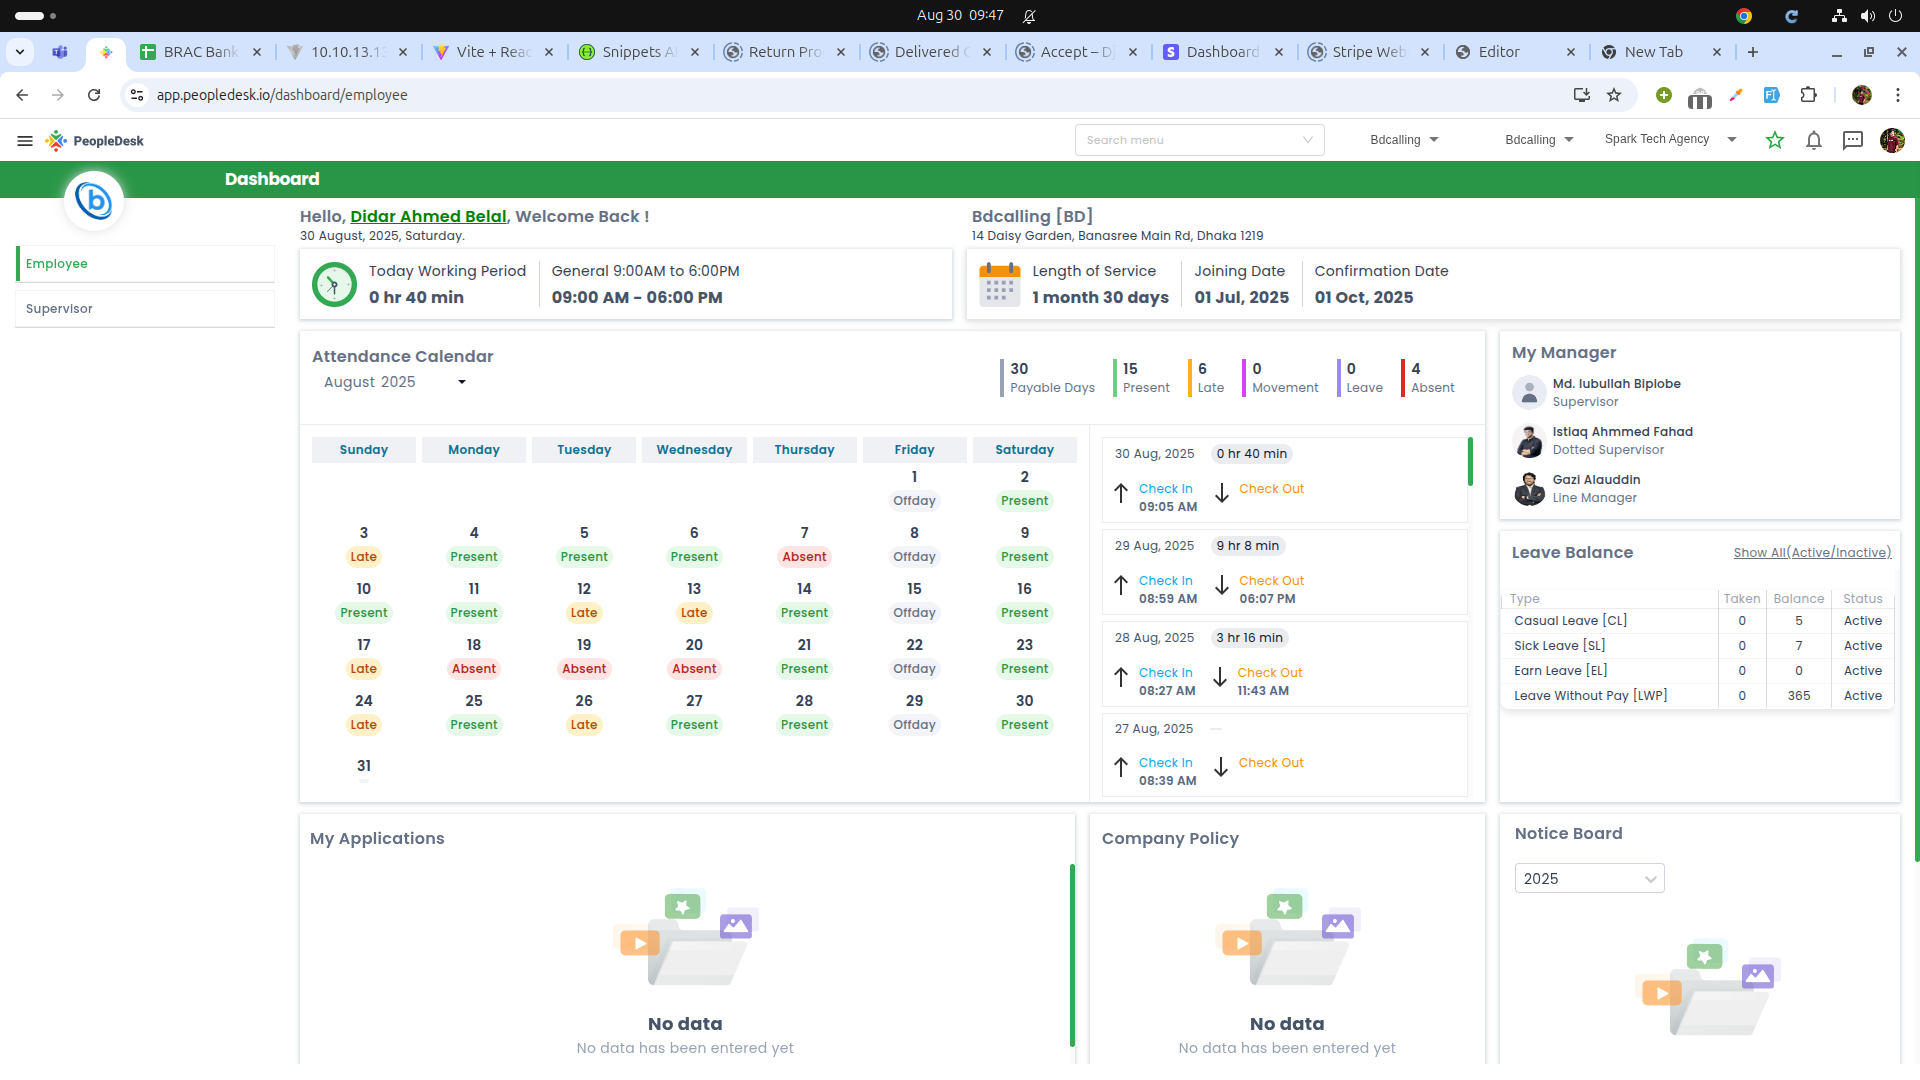 Aug 30 09:47
BRAC Bank
10.10.13.13
Vite + Reac
Snippets A
Return Pro
Delivered C
Accept – Dj
Dashboard
Stripe Web
Editor
New Tab
app.peopledesk.io/dashboard/employee
PeopleDesk
Search menu
Bdcalling
Bdcalling
Spark Tech Agency
Dashboard
Employee
Supervisor
Hello, Didar Ahmed Belal, Welcome Back !
30 August, 2025, Saturday.
Bdcalling [BD]
14 Daisy Garden, Banasree Main Rd, Dhaka 1219
Today Working Period
0 hr 40 min
General 9:00AM to 6:00PM
09:00 AM - 06:00 PM
Length of Service
1 month 30 days
Joining Date
01 Jul, 2025
Confirmation Date
01 Oct, 2025
Attendance Calendar
August 2025
30 Payable Days
15 Present
6 Late
0 Movement
0 Leave
4 Absent
Sunday Monday Tuesday Wednesday Thursday Friday Saturday
1 2
Offday Present
3 4 5 6 7 8 9
Late Present Present Present Absent Offday Present
10 11 12 13 14 15 16
Present Present Late Late Present Offday Present
17 18 19 20 21 22 23
Late Absent Absent Absent Present Offday Present
24 25 26 27 28 29 30
Late Present Late Present Present Offday Present
31
30 Aug, 2025 0 hr 40 min
Check In Check Out
09:05 AM
29 Aug, 2025 9 hr 8 min
Check In Check Out
08:59 AM 06:07 PM
28 Aug, 2025 3 hr 16 min
Check In Check Out
08:27 AM 11:43 AM
27 Aug, 2025
Check In Check Out
08:39 AM
My Manager
Md. Iubullah Biplobe
Supervisor
Istiaq Ahmmed Fahad
Dotted Supervisor
Gazi Alauddin
Line Manager
Leave Balance
Show All(Active/Inactive)
Type Taken Balance Status
Casual Leave [CL] 0 5 Active
Sick Leave [SL] 0 7 Active
Earn Leave [EL] 0 0 Active
Leave Without Pay [LWP] 0 365 Active
My Applications
No data
No data has been entered yet
Company Policy
No data
No data has been entered yet
Notice Board
2025